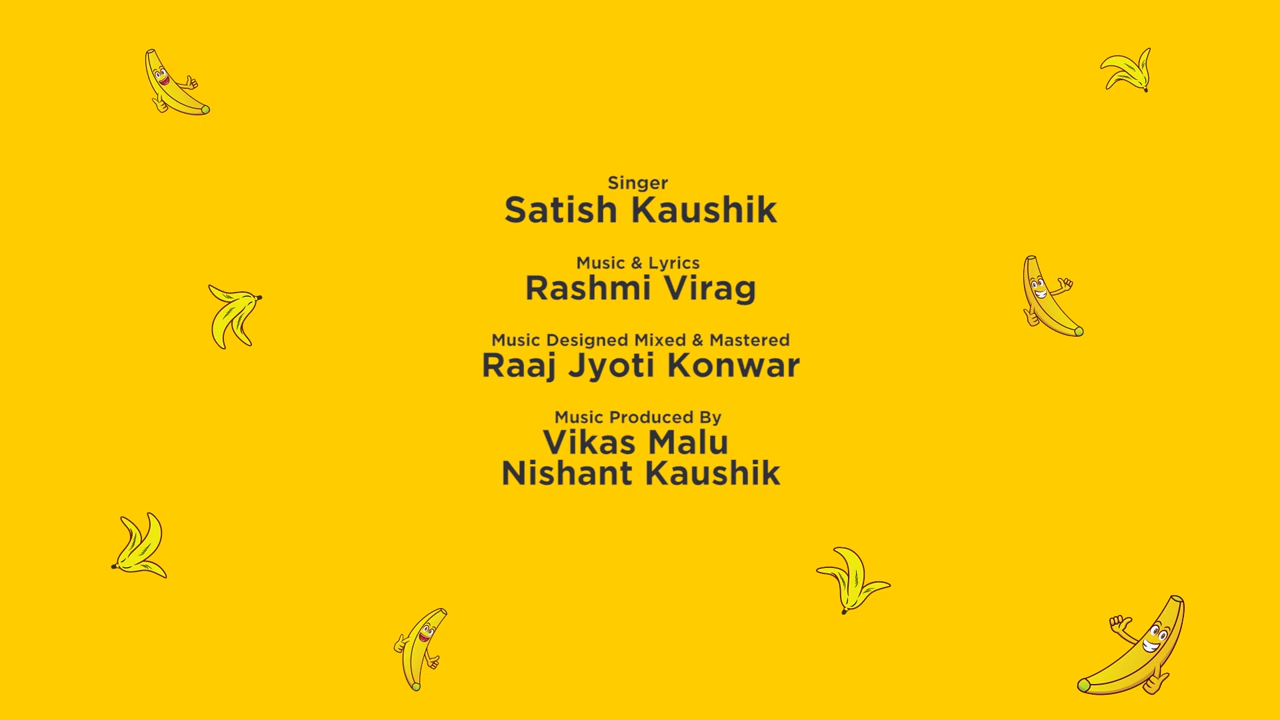 Singer
Satish Kaushik
Music & Lyrics
Rashmi Virag
Music Designed Mixed & Mastered
Raaj Jyoti Konwar
Music Produced By
Vikas Malu
Nishant Kaushik